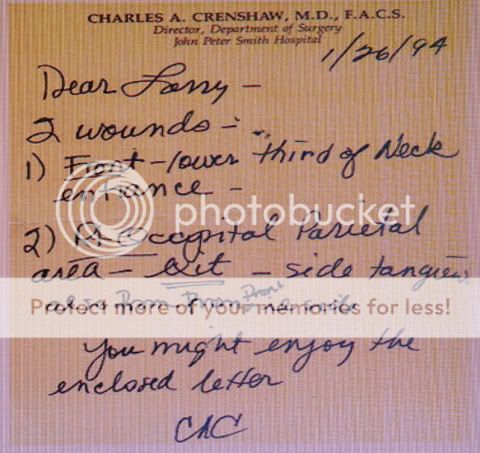 CHARLES A. CRENSHAW, M.D., F.A.C.S.
Director, Department of Surgery
John Peter Smith Hospital
1/26/94
Dear Larry –
2 wounds –
1) Front – lower third of Neck
entrance –
photobucket
2) R Occipital Parietal
area – Exit – side
Protect more of your memories for less!
You might enjoy the
enclosed letter
CAC